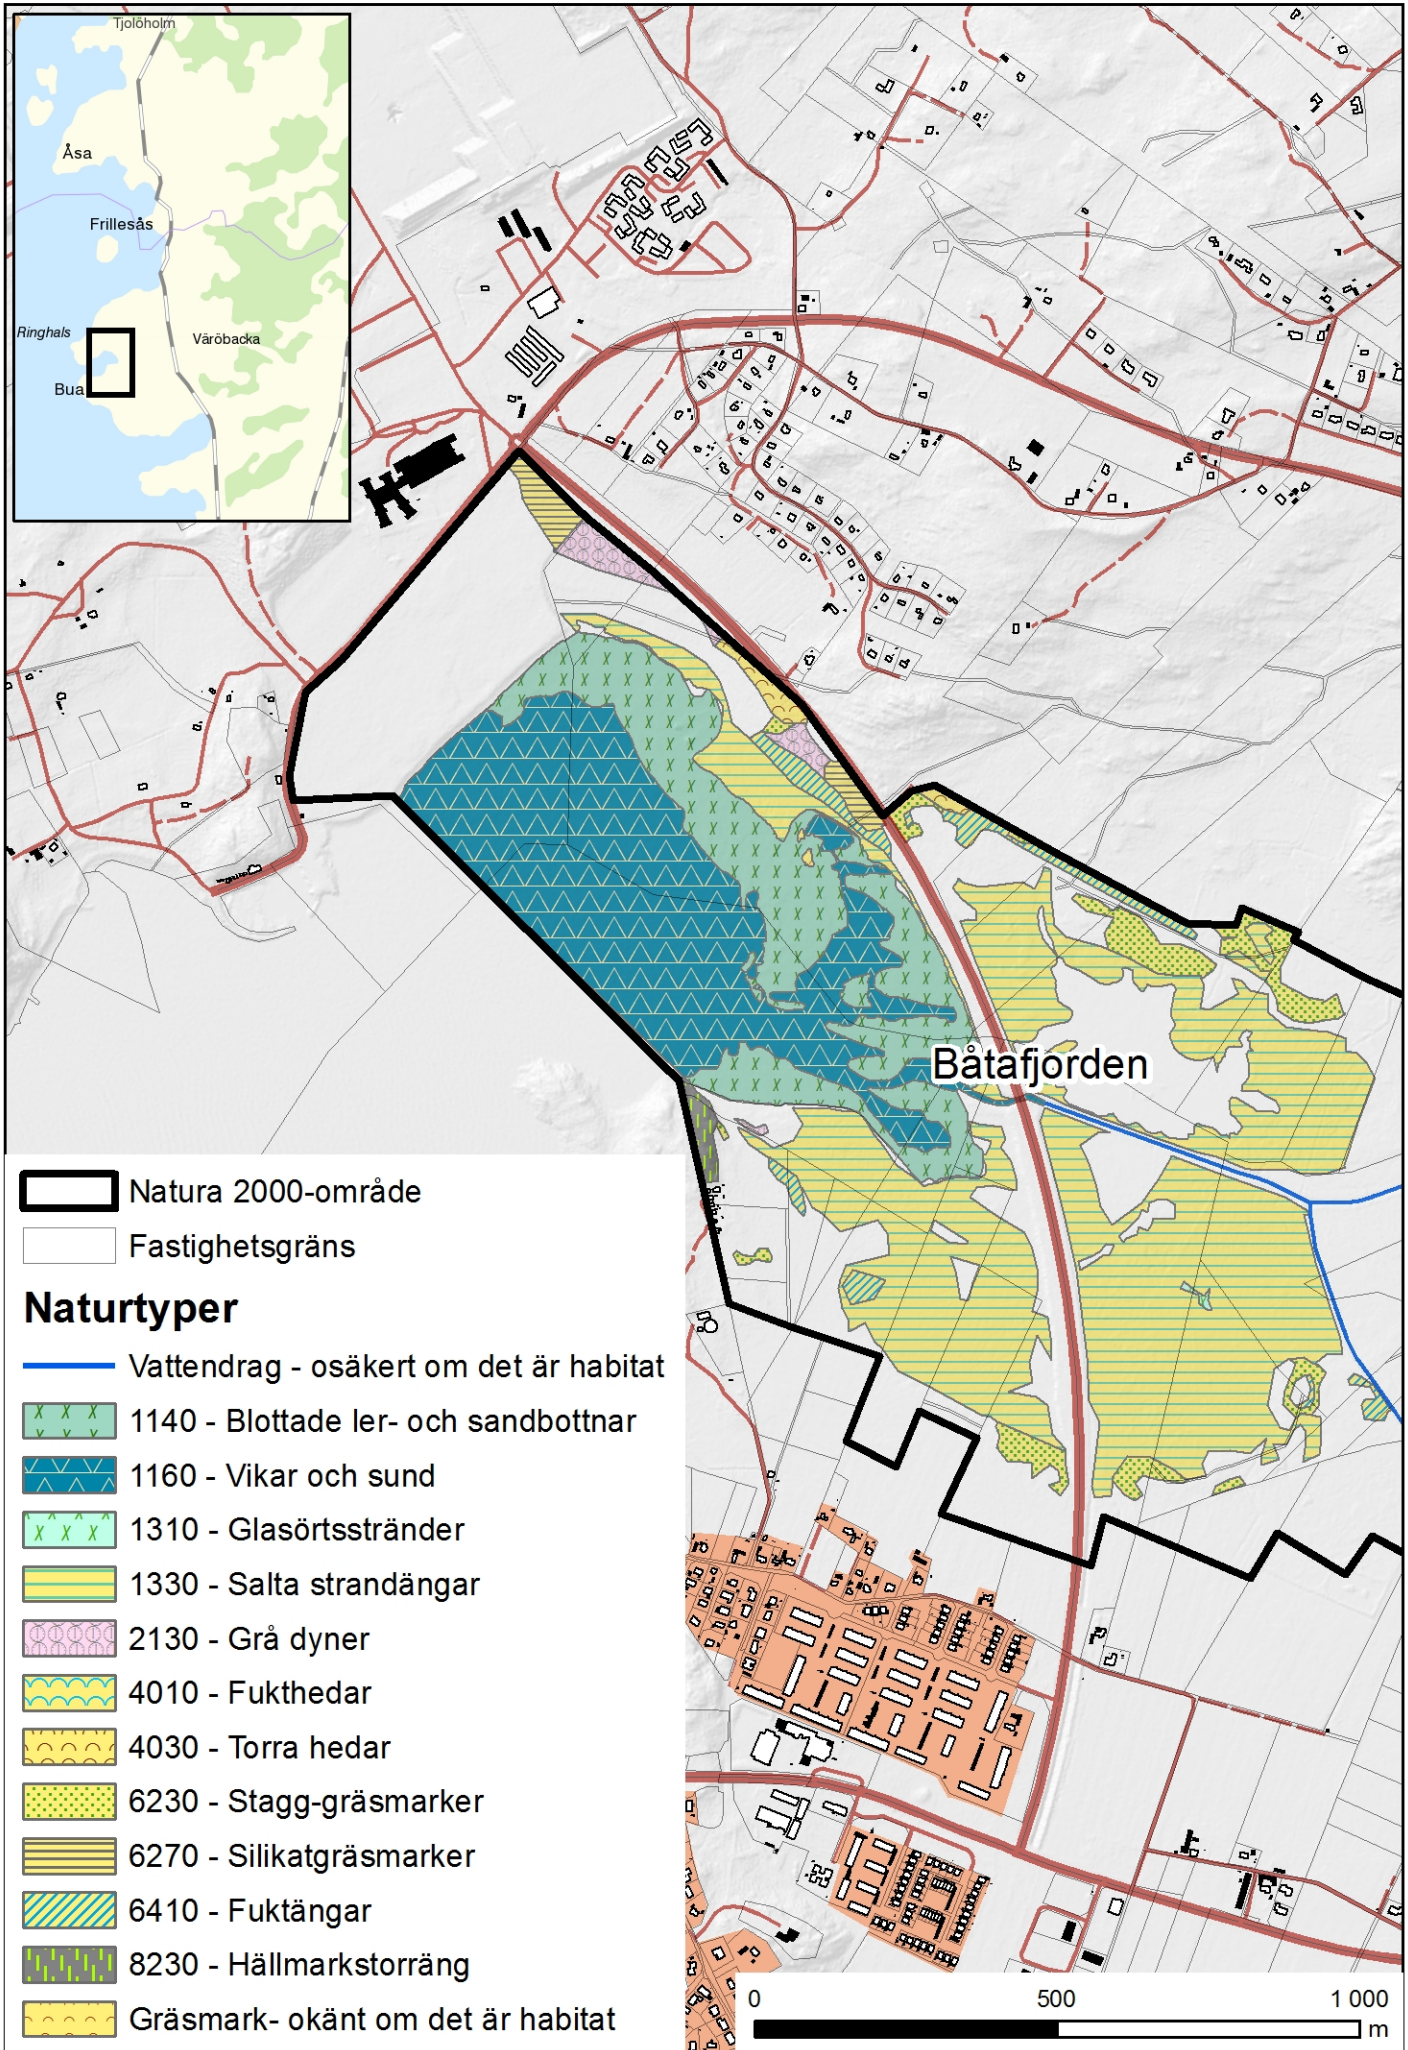 Tjolöholm
Åsa
Frillesås
Ringhals
Väröbacka
Bua
Båtafjorden
Natura 2000-område
Fastighetsgräns
Naturtyper
Vattendrag - osäkert om det är habitat
1140 - Blottade ler- och sandbottnar
1160 - Vikar och sund
1310 - Glasörtsstränder
1330 - Salta strandängar
2130 - Grå dyner
4010 - Fukthedar
4030 - Torra hedar
6230 - Stagg-gräsmarker
6270 - Silikatgräsmarker
6410 - Fuktängar
8230 - Hällmarkstorräng
Gräsmark- okänt om det är habitat
0 500 1 000
m